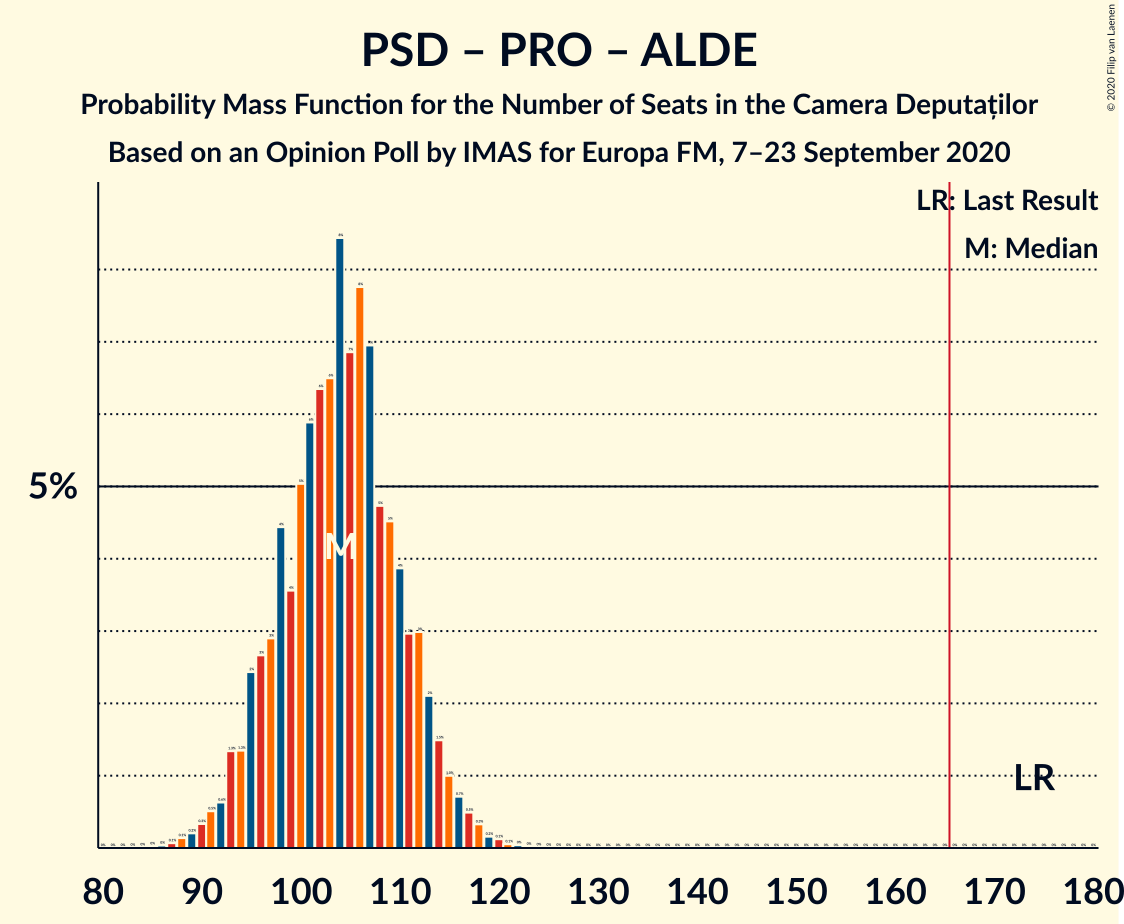 PSD – PRO – ALDE
Probability Mass Function for the Number of Seats in the Camera Deputaților
Based on an Opinion Poll by IMAS for Europa FM, 7–23 September 2020
© 2020 Filip van Laenen
LR: Last Result
M: Median
5%
M
LR
80 90 100 110 120 130 140 150 160 170 180